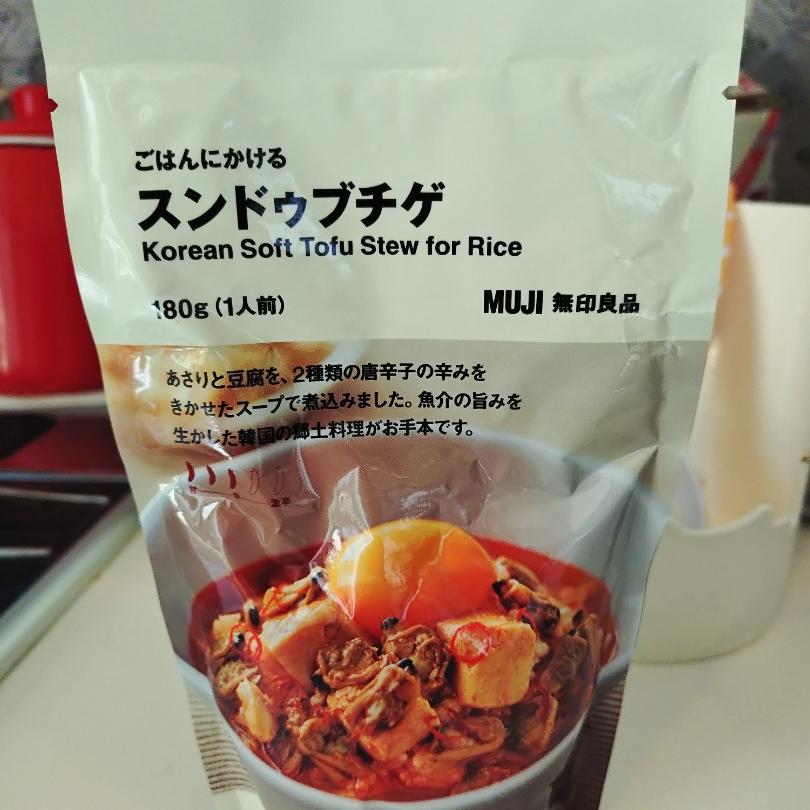 ごはんにかける
スンドゥブチゲ
Korean Soft Tofu Stew for Rice
180g(1人前)
MUJI 無印良品
あさりと豆腐を、2種類の唐辛子の辛みを
きかせたスープで煮込みました。魚介の旨みを
生かした韓国の郷土料理がお手本です。
甘
激辛